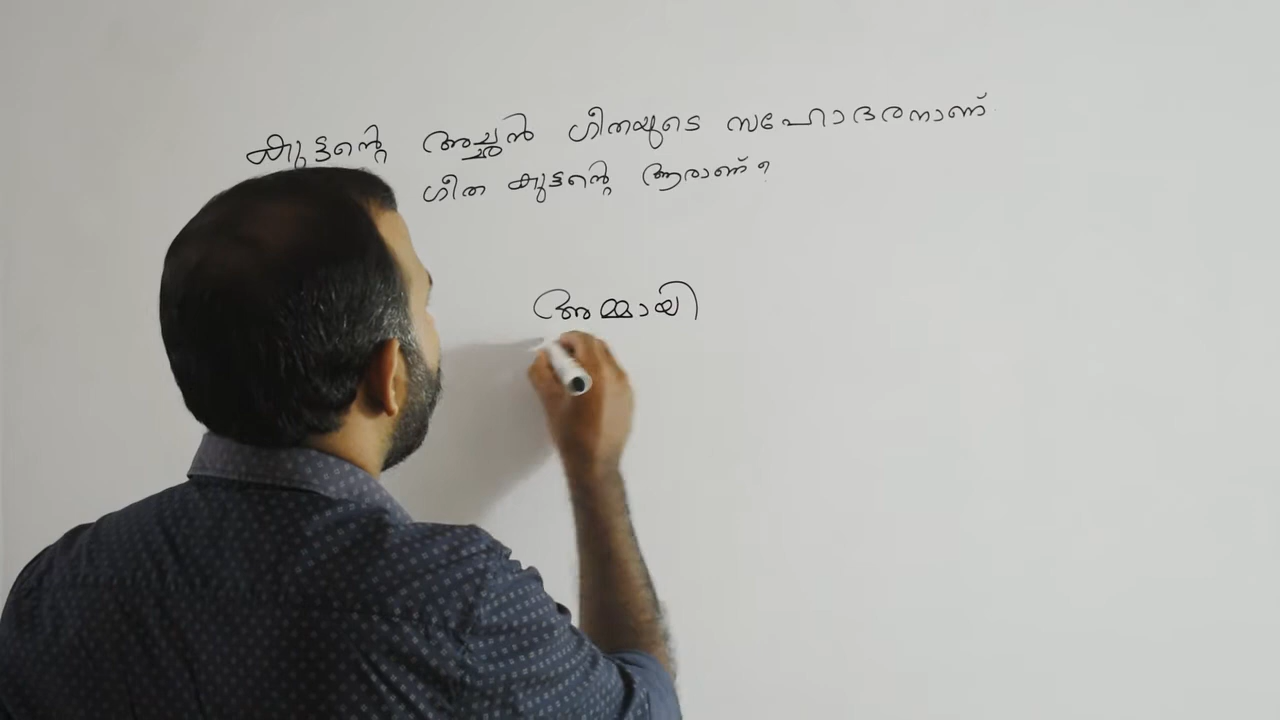 കുട്ടന്റെ അച്ഛൻ ഗീതയുടെ സഹോദരനാണ്
ഗീത കുട്ടന്റെ ആരാണ്?
അമ്മായി